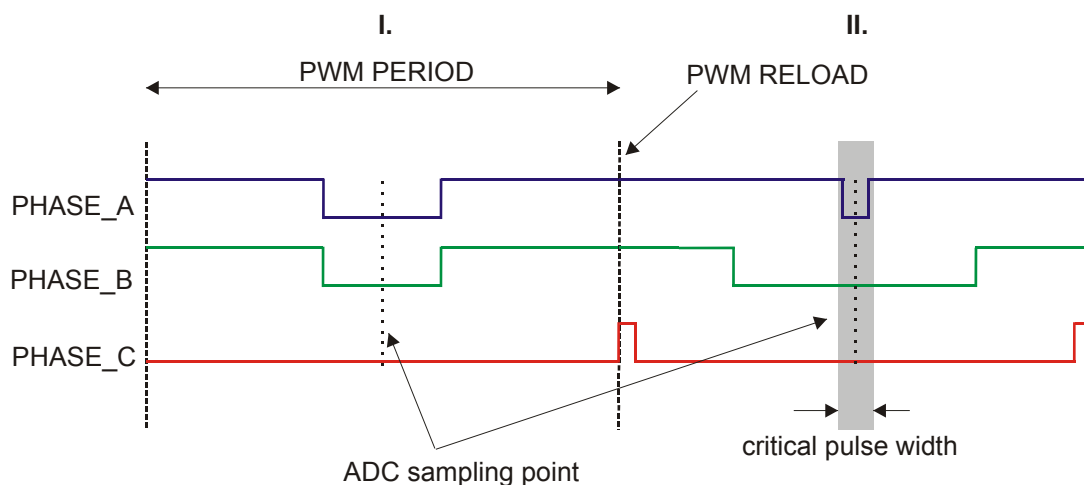 I.
II.
PWM PERIOD
PWM RELOAD
PHASE_A
PHASE_B
PHASE_C
critical pulse width
ADC sampling point